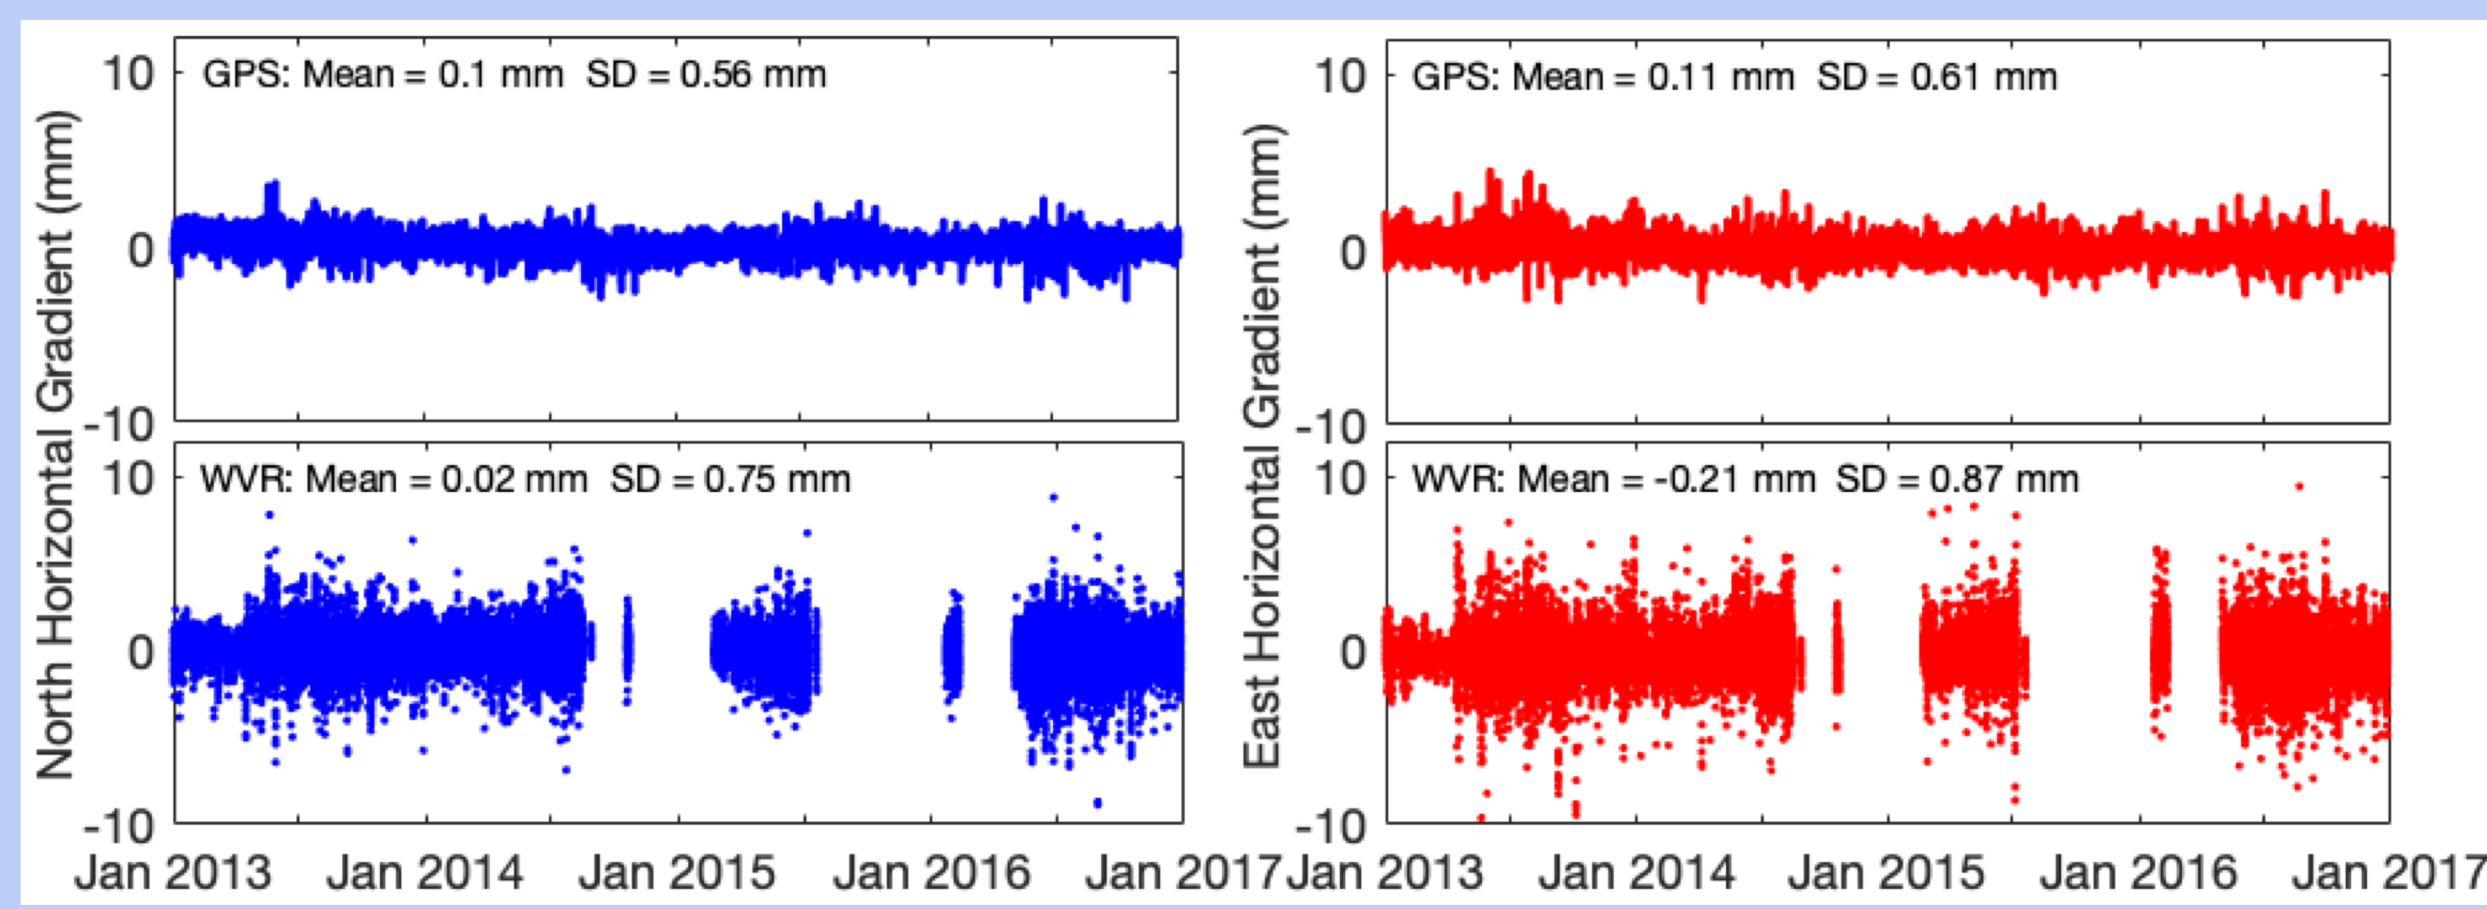 North Horizontal Gradient (mm)
10
GPS: Mean = 0.1 mm SD = 0.56 mm
0
-10
10
WVR: Mean = 0.02 mm SD = 0.75 mm
0
-10
Jan 2013 Jan 2014 Jan 2015 Jan 2016 Jan 2017
East Horizontal Gradient (mm)
10
GPS: Mean = 0.11 mm SD = 0.61 mm
0
-10
10
WVR: Mean = -0.21 mm SD = 0.87 mm
0
-10
Jan 2013 Jan 2014 Jan 2015 Jan 2016 Jan 2017